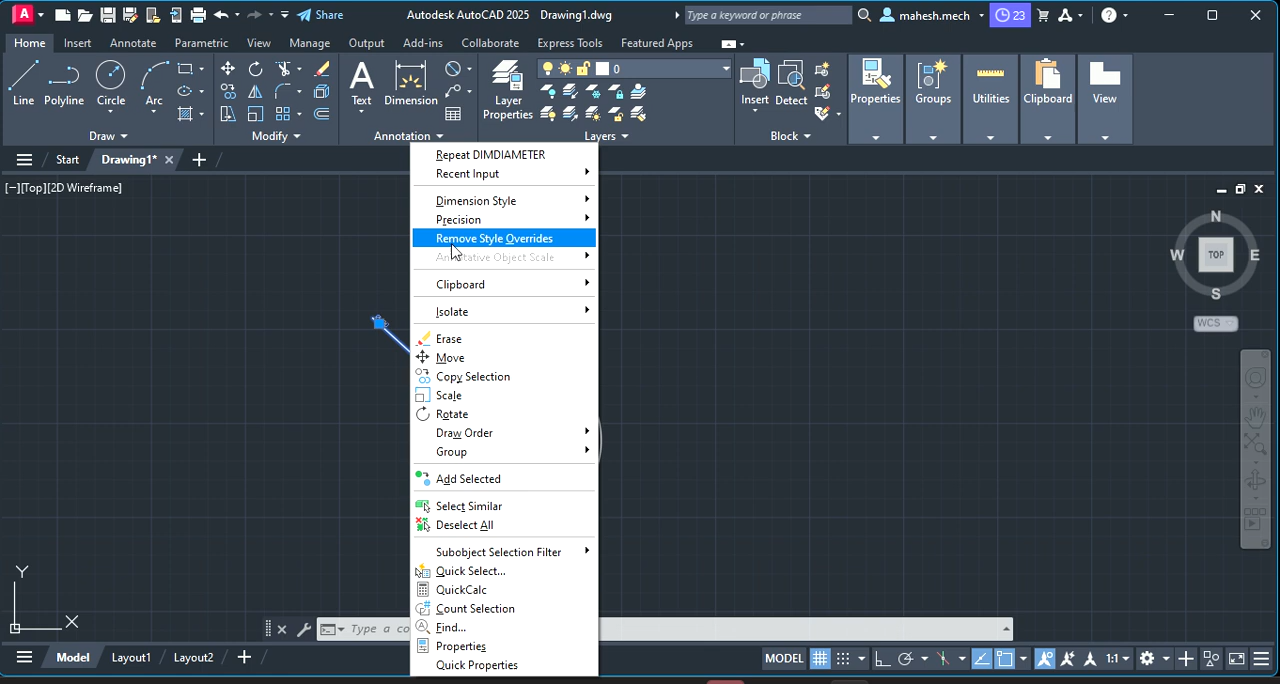 Share
Autodesk AutoCAD 2025 Drawing1.dwg
Type a keyword or phrase
mahesh.mech
23
Home Insert Annotate Parametric View Manage Output Add-ins Collaborate Express Tools Featured Apps
0
Line Polyline Circle Arc
Text Dimension
Layer Properties
Insert Detect
Properties Groups Utilities Clipboard View
Draw Modify Annotation Layers Block
Start Drawing1*
[−][Top][2D Wireframe]
Repeat DIMDIAMETER
Recent Input
Dimension Style
Precision
Remove Style Overrides
Annotative Object Scale
Clipboard
Isolate
Erase
Move
Copy Selection
Scale
Rotate
Draw Order
Group
Add Selected
Select Similar
Deselect All
Subobject Selection Filter
Quick Select...
QuickCalc
Count Selection
Find...
Properties
Quick Properties
N
W TOP E
S
WCS
Y
X
Type a co
Model Layout1 Layout2
MODEL
1:1